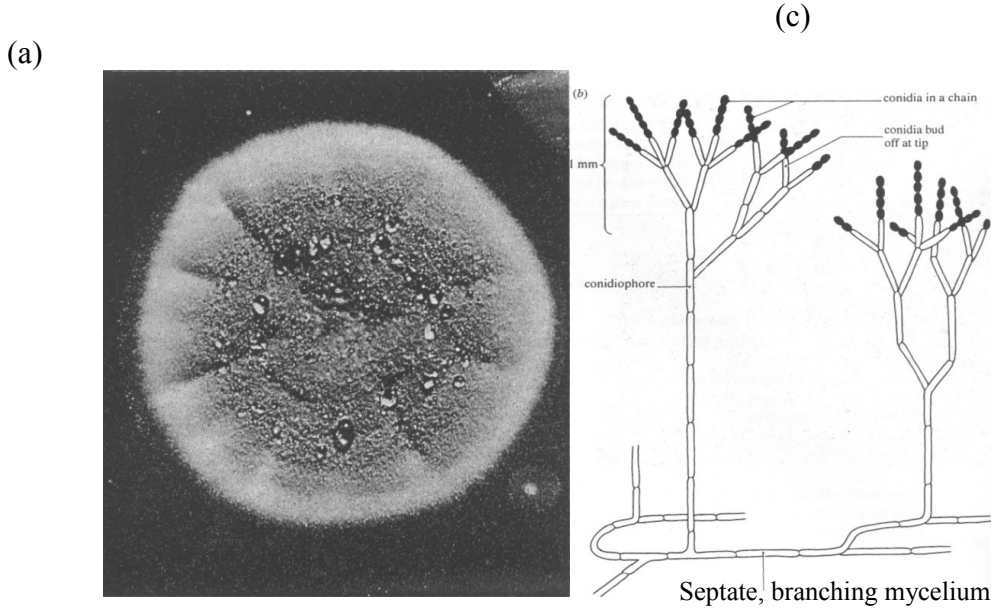 (c)
(a)
(b)
conidia in a chain
conidia bud
off at tip
1 mm
conidiophore
Septate, branching mycelium